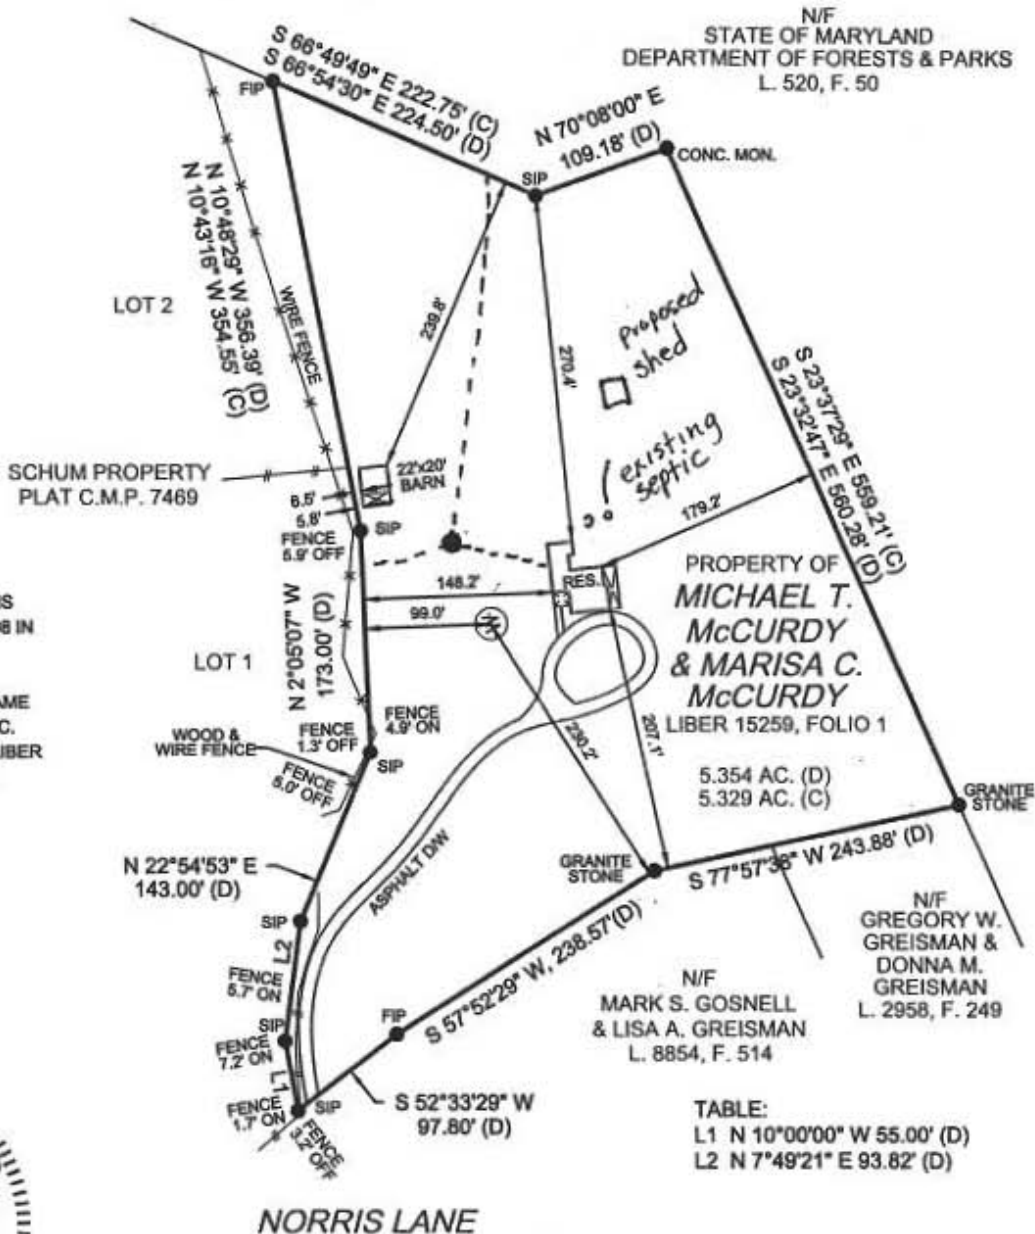 N/F
STATE OF MARYLAND
DEPARTMENT OF FORESTS & PARKS
L. 520, F. 50
S 66°49'49" E 222.75' (C)
S 66°54'30" E 224.50' (D)
FIP
N 70°08'00" E
109.18' (D)
CONC. MON.
SIP
N 10°48'29" W 356.39' (D)
N 10°43'16" W 354.55' (C)
WIRE FENCE
LOT 2
239.8'
270.4'
proposed
shed
existing
septic
S 23°37'29" E 559.21' (C)
S 23°32'47" E 560.28' (D)
179.2'
SCHUM PROPERTY
PLAT C.M.P. 7469
22'x20'
BARN
6.5'
5.8'
SIP
FENCE
5.9' OFF
148.2'
99.0'
RES.
W
PROPERTY OF
MICHAEL T.
McCURDY
& MARISA C.
McCURDY
LIBER 15259, FOLIO 1
5.354 AC. (D)
5.329 AC. (C)
IS
8 IN
AME
C.
IBER
LOT 1
N 2°05'07" W
173.00' (D)
WOOD &
WIRE FENCE
FENCE
1.3' OFF
FENCE
4.9' ON
SIP
FENCE
5.0' OFF
230.2'
207.1'
GRANITE
STONE
GRANITE
STONE
S 77°57'38" W 243.88' (D)
N 22°54'53" E
143.00' (D)
ASPHALT D/W
SIP
L2
FENCE
5.7' ON
SIP
FENCE
7.2' ON
L1
FENCE
1.7' ON
SIP
FENCE
3.2' OFF
FIP
S 57°52'29" W, 238.57'(D)
S 52°33'29" W
97.80' (D)
N/F
MARK S. GOSNELL
& LISA A. GREISMAN
L. 8854, F. 514
N/F
GREGORY W.
GREISMAN &
DONNA M.
GREISMAN
L. 2958, F. 249
TABLE:
L1 N 10°00'00" W 55.00' (D)
L2 N 7°49'21" E 93.82' (D)
NORRIS LANE